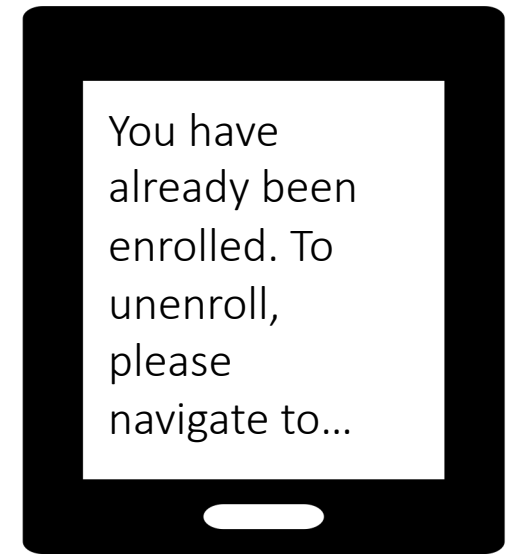 You have
already been
enrolled. To
unenroll,
please
navigate to...